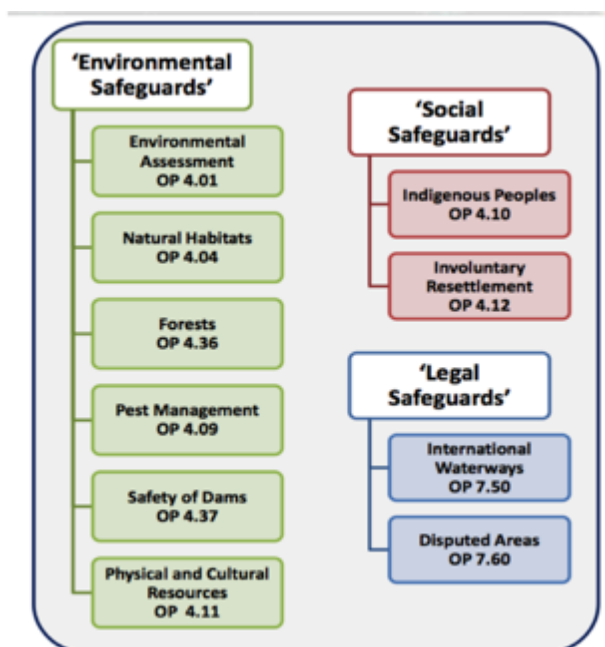 ‘Environmental
Safeguards’
Environmental
Assessment
OP 4.01
Natural Habitats
OP 4.04
Forests
OP 4.36
Pest Management
OP 4.09
Safety of Dams
OP 4.37
Physical and Cultural
Resources
OP 4.11
‘Social
Safeguards’
Indigenous Peoples
OP 4.10
Involuntary
Resettlement
OP 4.12
‘Legal
Safeguards’
International
Waterways
OP 7.50
Disputed Areas
OP 7.60